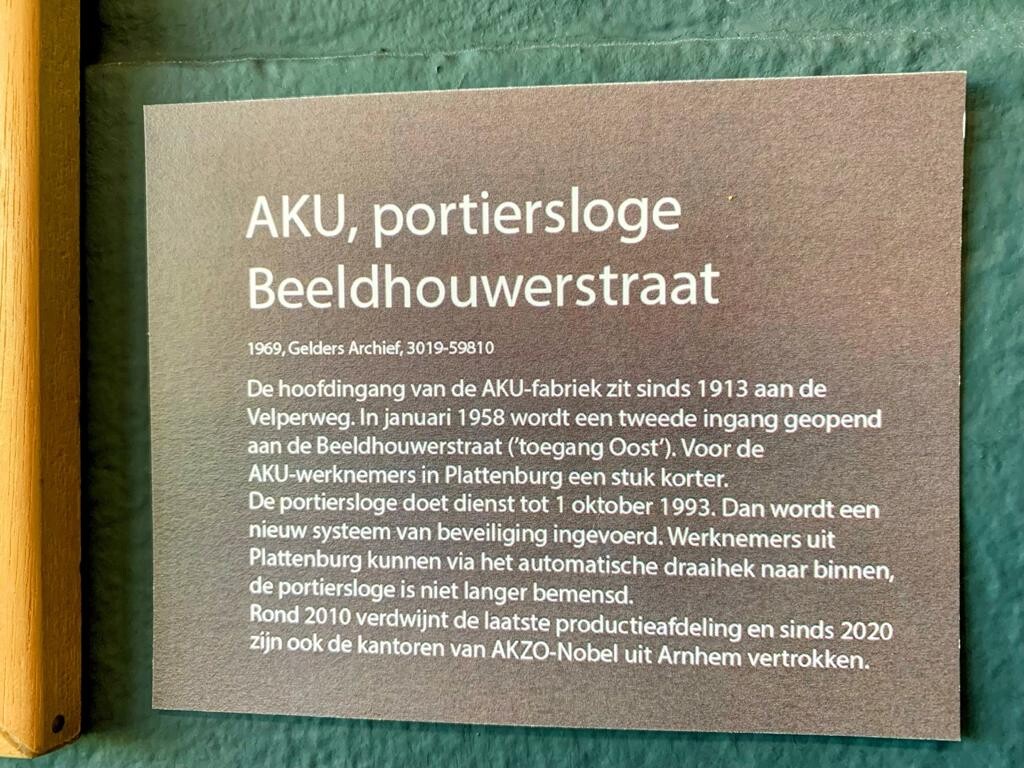 AKU, portiersloge
Beeldhouwerstraat
1969, Gelders Archief, 3019-59810
De hoofdingang van de AKU-fabriek zit sinds 1913 aan de
Velperweg. In januari 1958 wordt een tweede ingang geopend
aan de Beeldhouwerstraat (’toegang Oost’). Voor de
AKU-werknemers in Plattenburg een stuk korter.
De portiersloge doet dienst tot 1 oktober 1993. Dan wordt een
nieuw systeem van beveiliging ingevoerd. Werknemers uit
Plattenburg kunnen via het automatische draaihek naar binnen,
de portiersloge is niet langer bemensd.
Rond 2010 verdwijnt de laatste productieafdeling en sinds 2020
zijn ook de kantoren van AKZO-Nobel uit Arnhem vertrokken.